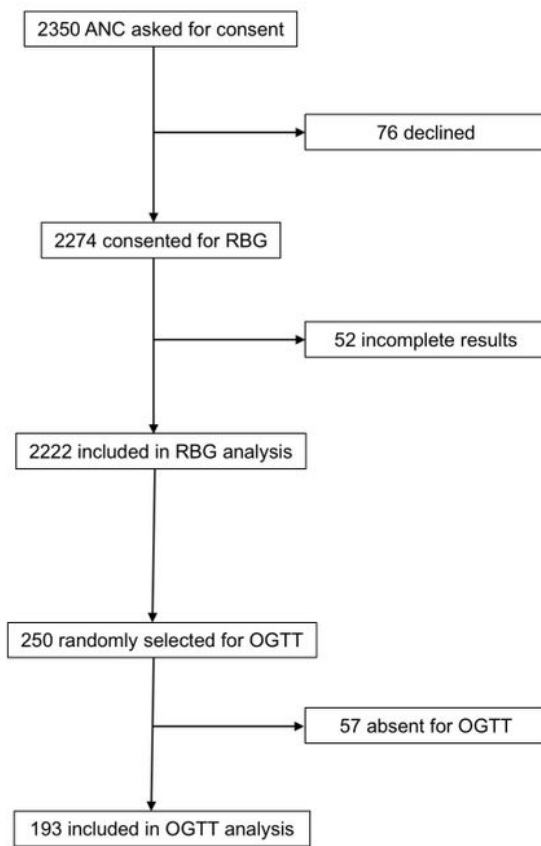 2350 ANC asked for consent
76 declined
2274 consented for RBG
52 incomplete results
2222 included in RBG analysis
250 randomly selected for OGTT
57 absent for OGTT
193 included in OGTT analysis